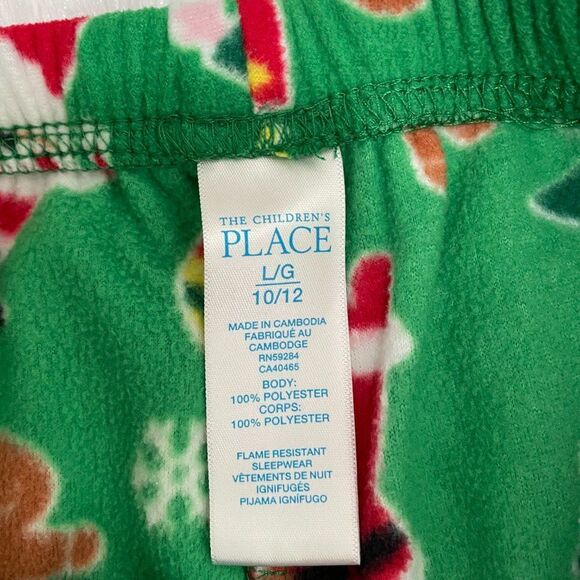 THE CHILDREN'S
PLACE
L/G
10/12
MADE IN CAMBODIA
FABRIQUÉ AU
CAMBODGE
RN59284
CA40465
BODY:
100% POLYESTER
CORPS:
100% POLYESTER
FLAME RESISTANT
SLEEPWEAR
VÊTEMENTS DE NUIT
IGNIFUGÉS
PIJAMA IGNÍFUGO